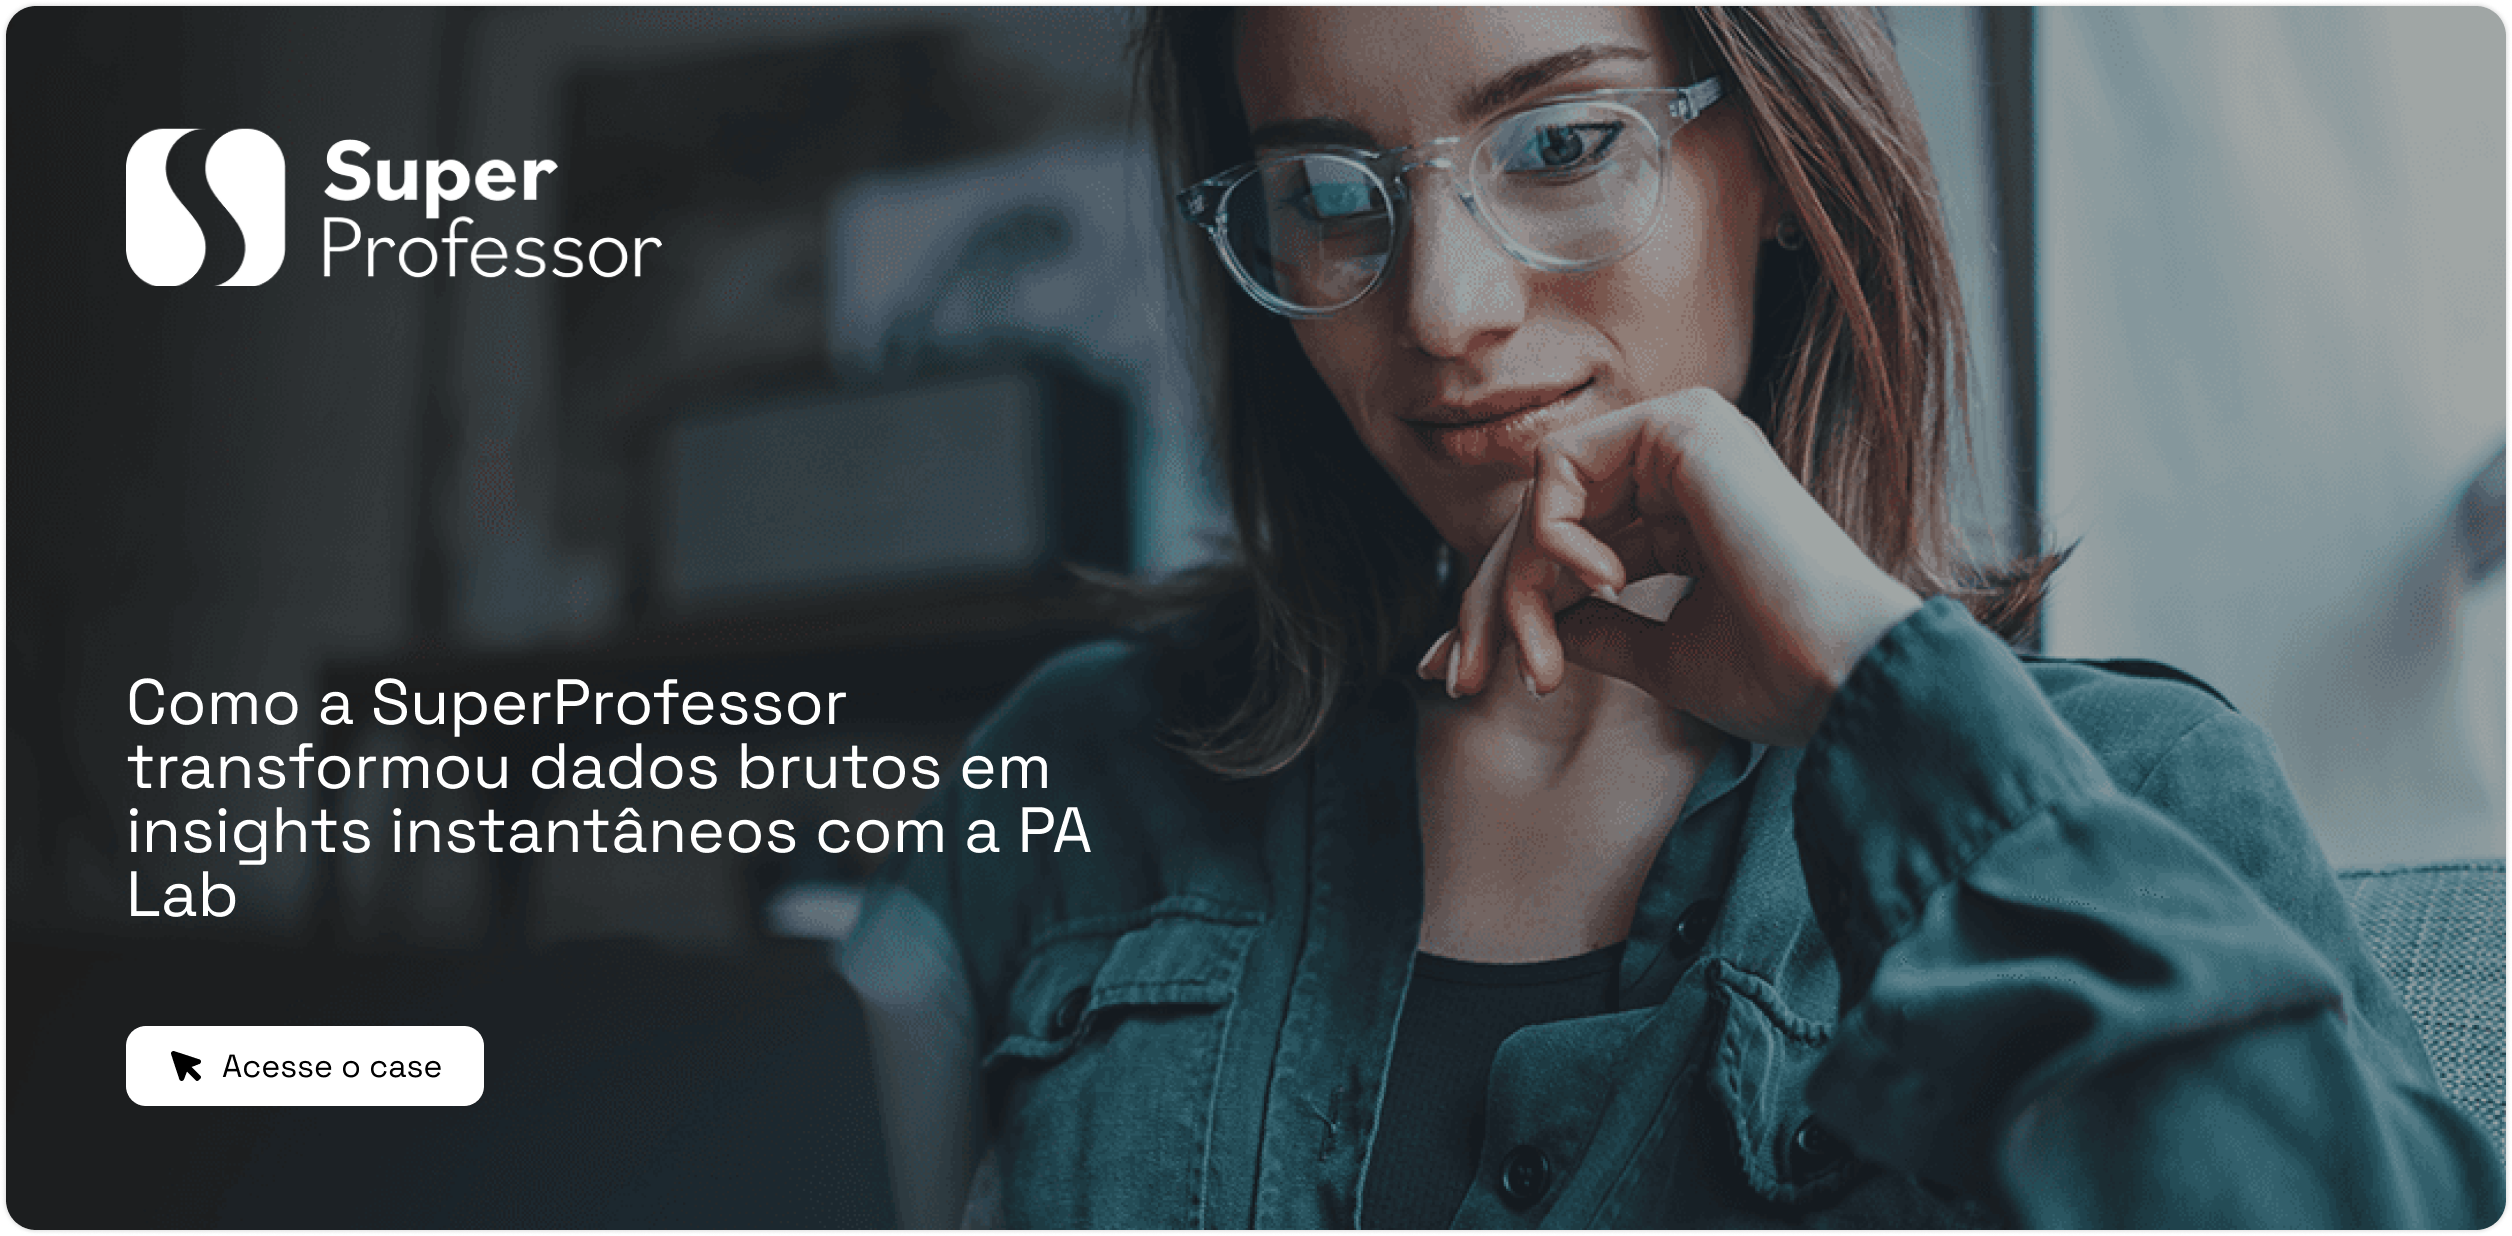 Super
Professor
Como a SuperProfessor
transformou dados brutos em
insights instantâneos com a PA
Lab
Acesse o case